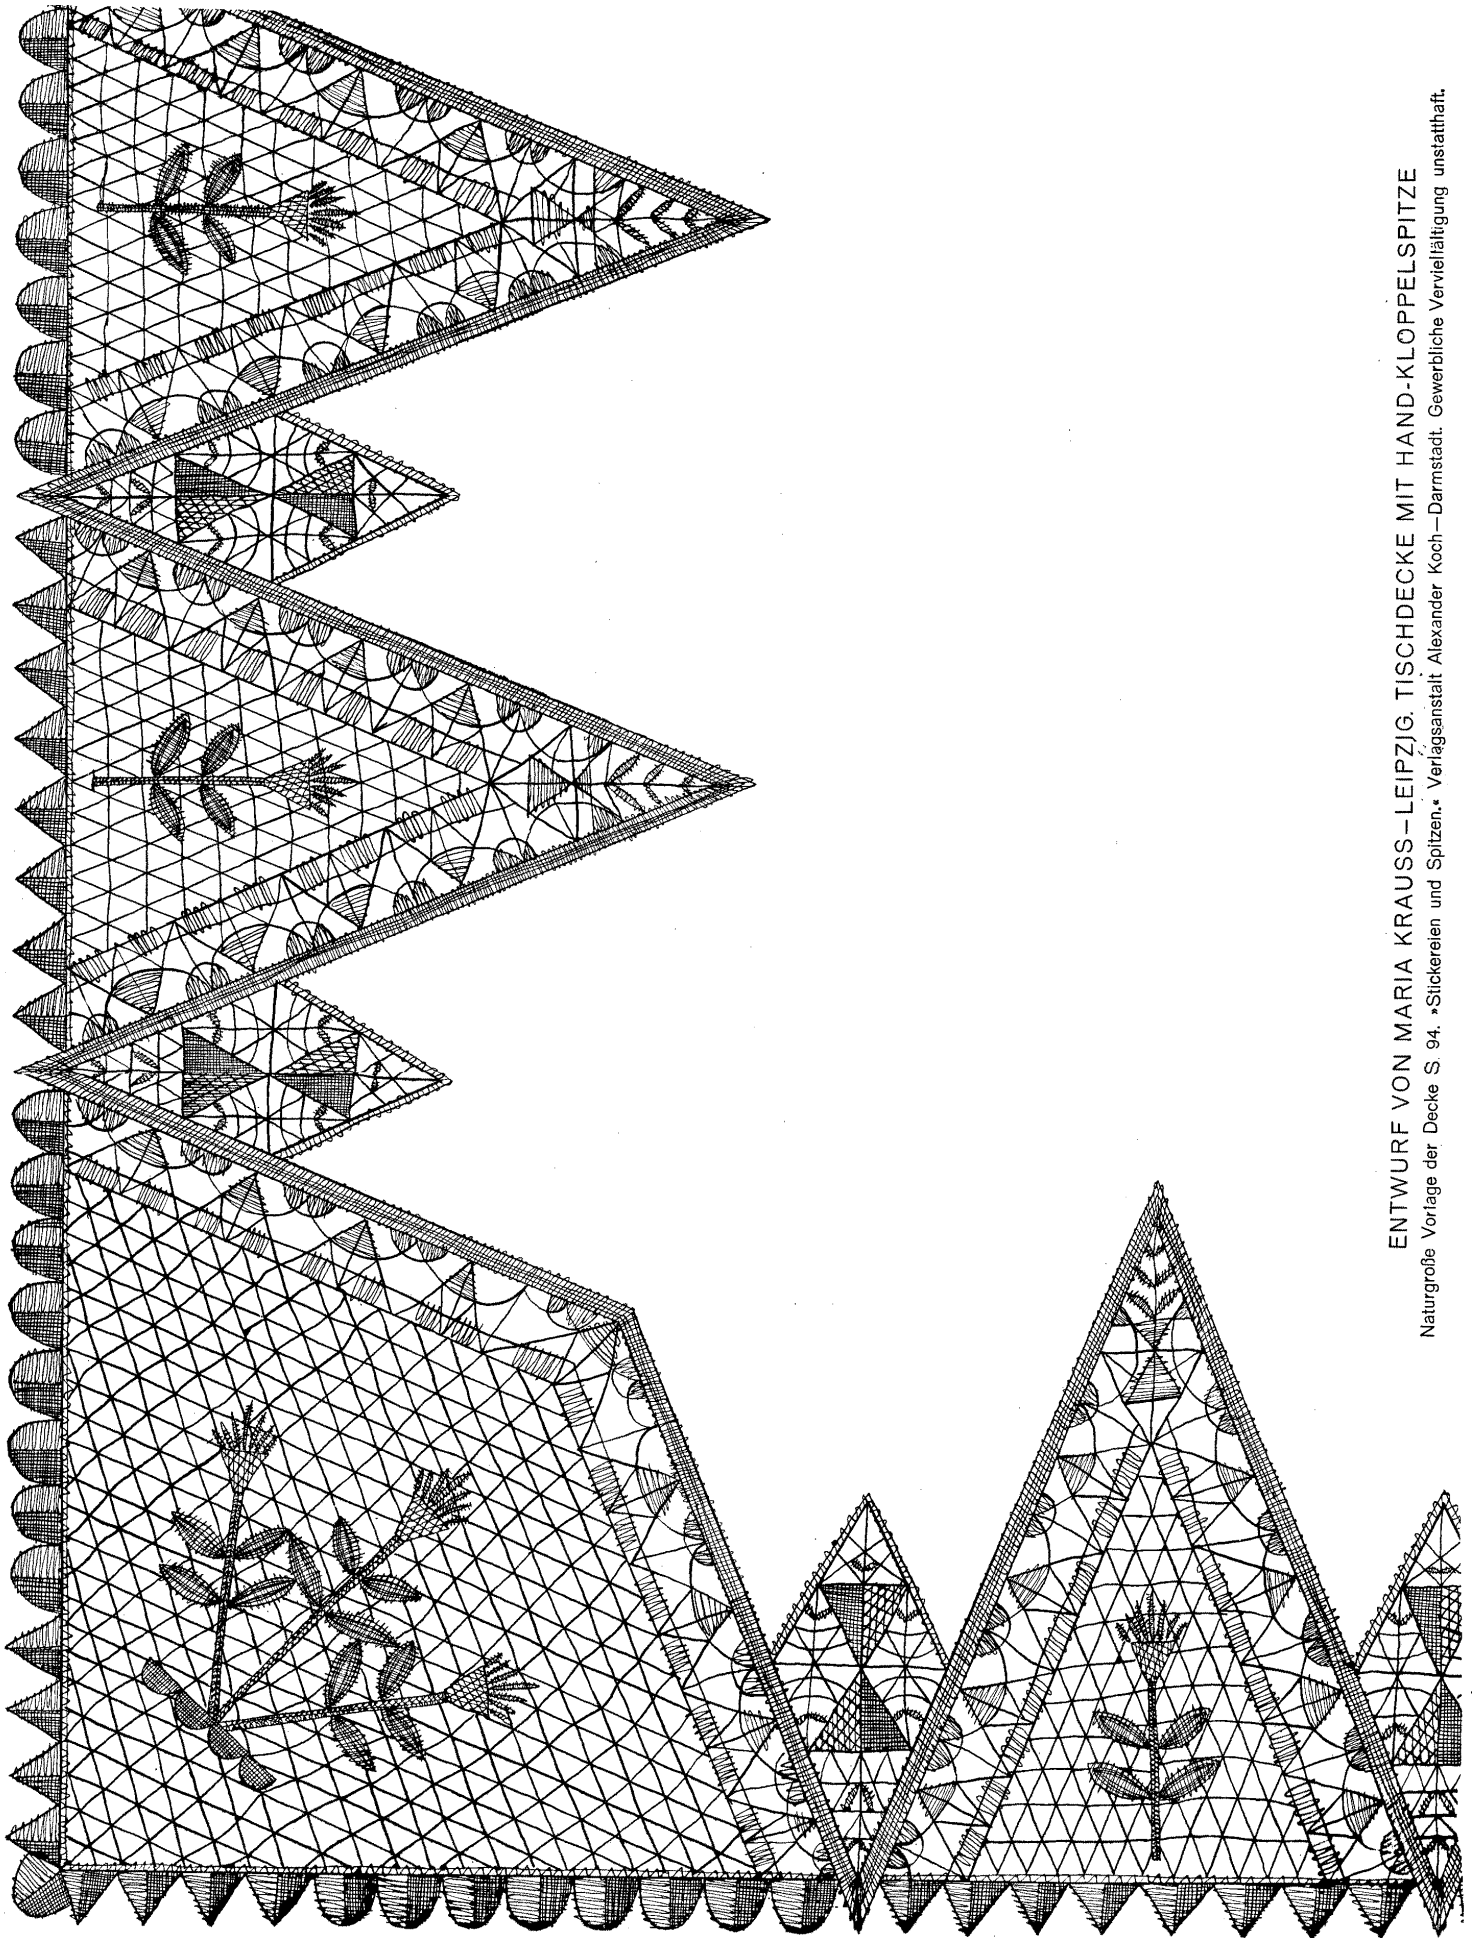 ENTWURF VON MARIA KRAUSS–LEIPZIG. TISCHDECKE MIT HAND-KLÖPPELSPITZE
Naturgroße Vorlage der Decke S. 94. »Stickereien und Spitzen.« Verlagsanstalt Alexander Koch—Darmstadt. Gewerbliche Vervielfältigung unstatthaft.